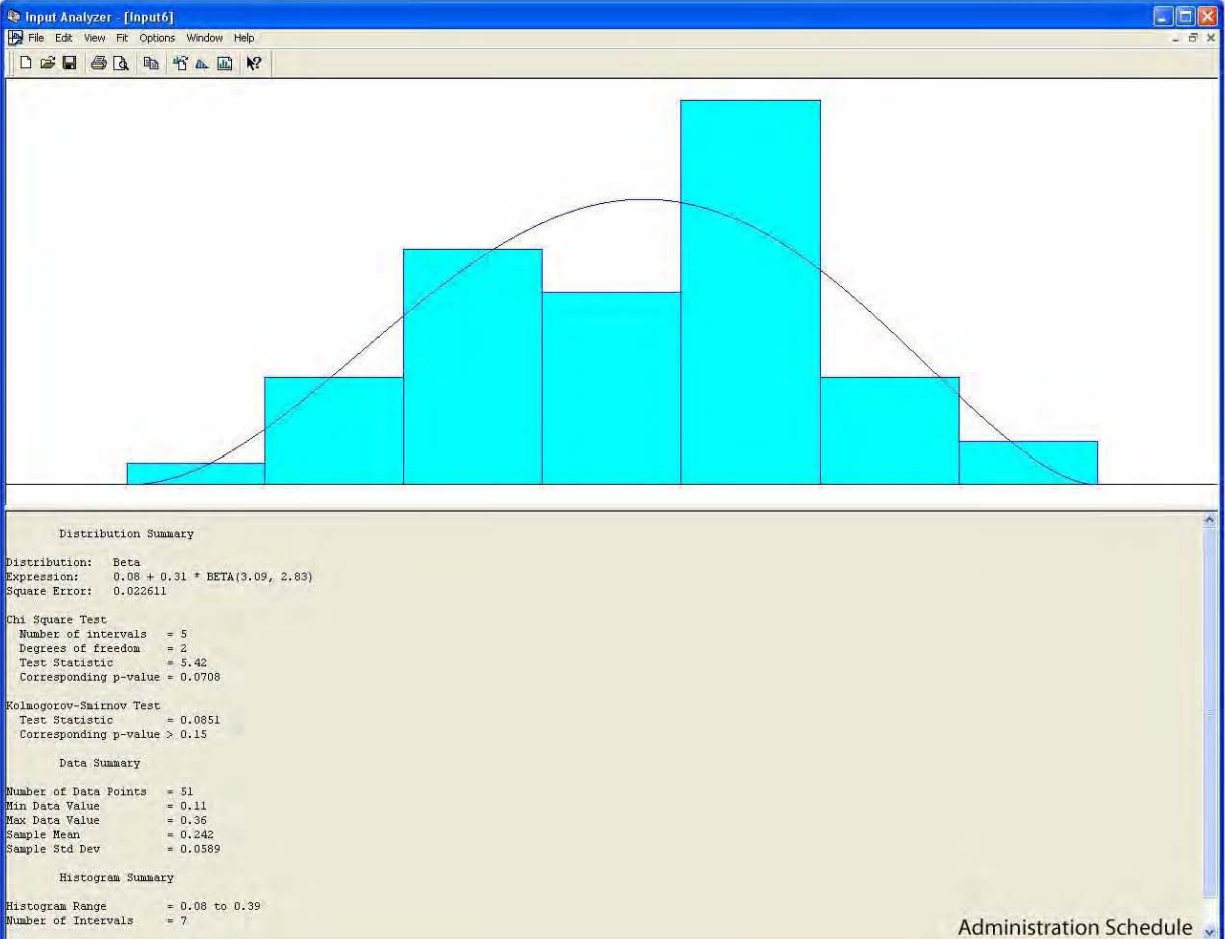 Input Analyzer - [Input6]
File Edit View Fit Options Window Help
Distribution Summary
Distribution: Beta
Expression: 0.08 + 0.31 * BETA(3.09, 2.83)
Square Error: 0.022611
Chi Square Test
Number of intervals = 5
Degrees of freedom = 2
Test Statistic = 5.42
Corresponding p-value = 0.0708
Kolmogorov-Smirnov Test
Test Statistic = 0.0851
Corresponding p-value > 0.15
Data Summary
Number of Data Points = 51
Min Data Value = 0.11
Max Data Value = 0.36
Sample Mean = 0.242
Sample Std Dev = 0.0589
Histogram Summary
Histogram Range = 0.08 to 0.39
Number of Intervals = 7
Administration Schedule